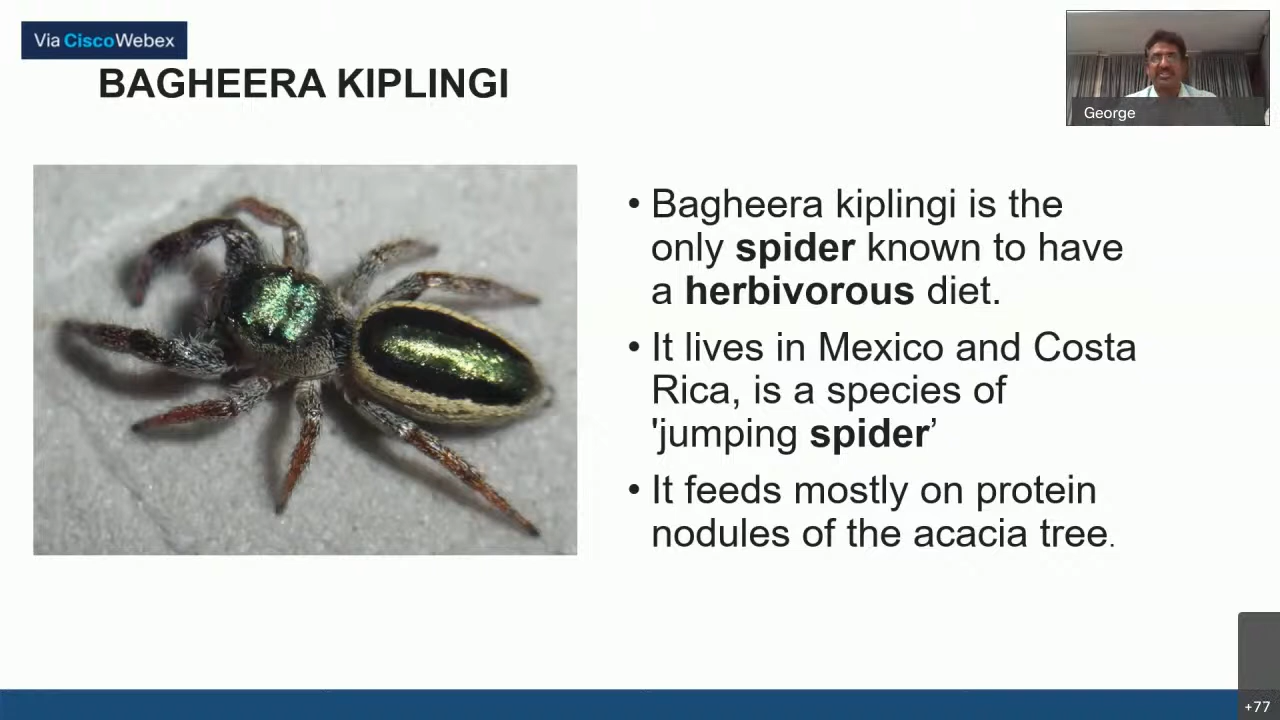 Via CiscoWebex
BAGHEERA KIPLINGI
George
• Bagheera kiplingi is the
only spider known to have
a herbivorous diet.
• It lives in Mexico and Costa
Rica, is a species of
'jumping spider’
• It feeds mostly on protein
nodules of the acacia tree.
+77